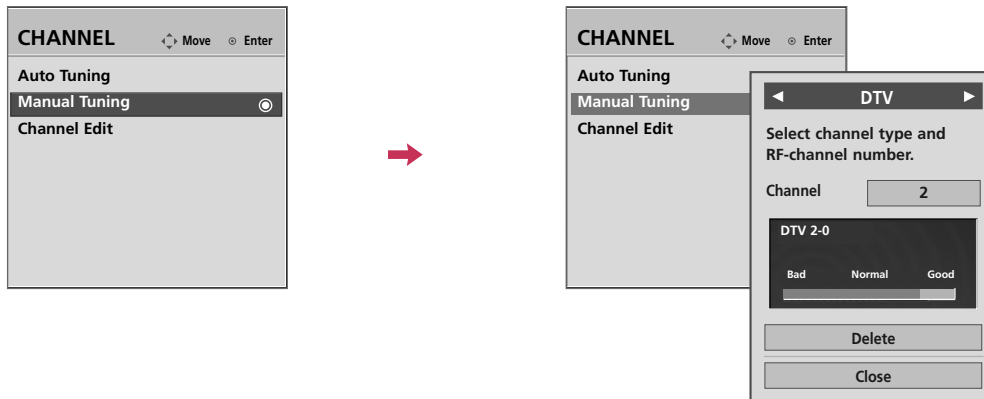 CHANNEL Move Enter
Auto Tuning
Manual Tuning
Channel Edit
CHANNEL Move Enter
Auto Tuning
Manual Tuning
Channel Edit
DTV
Select channel type and
RF-channel number.
Channel 2
DTV 2-0
Bad Normal Good
Delete
Close